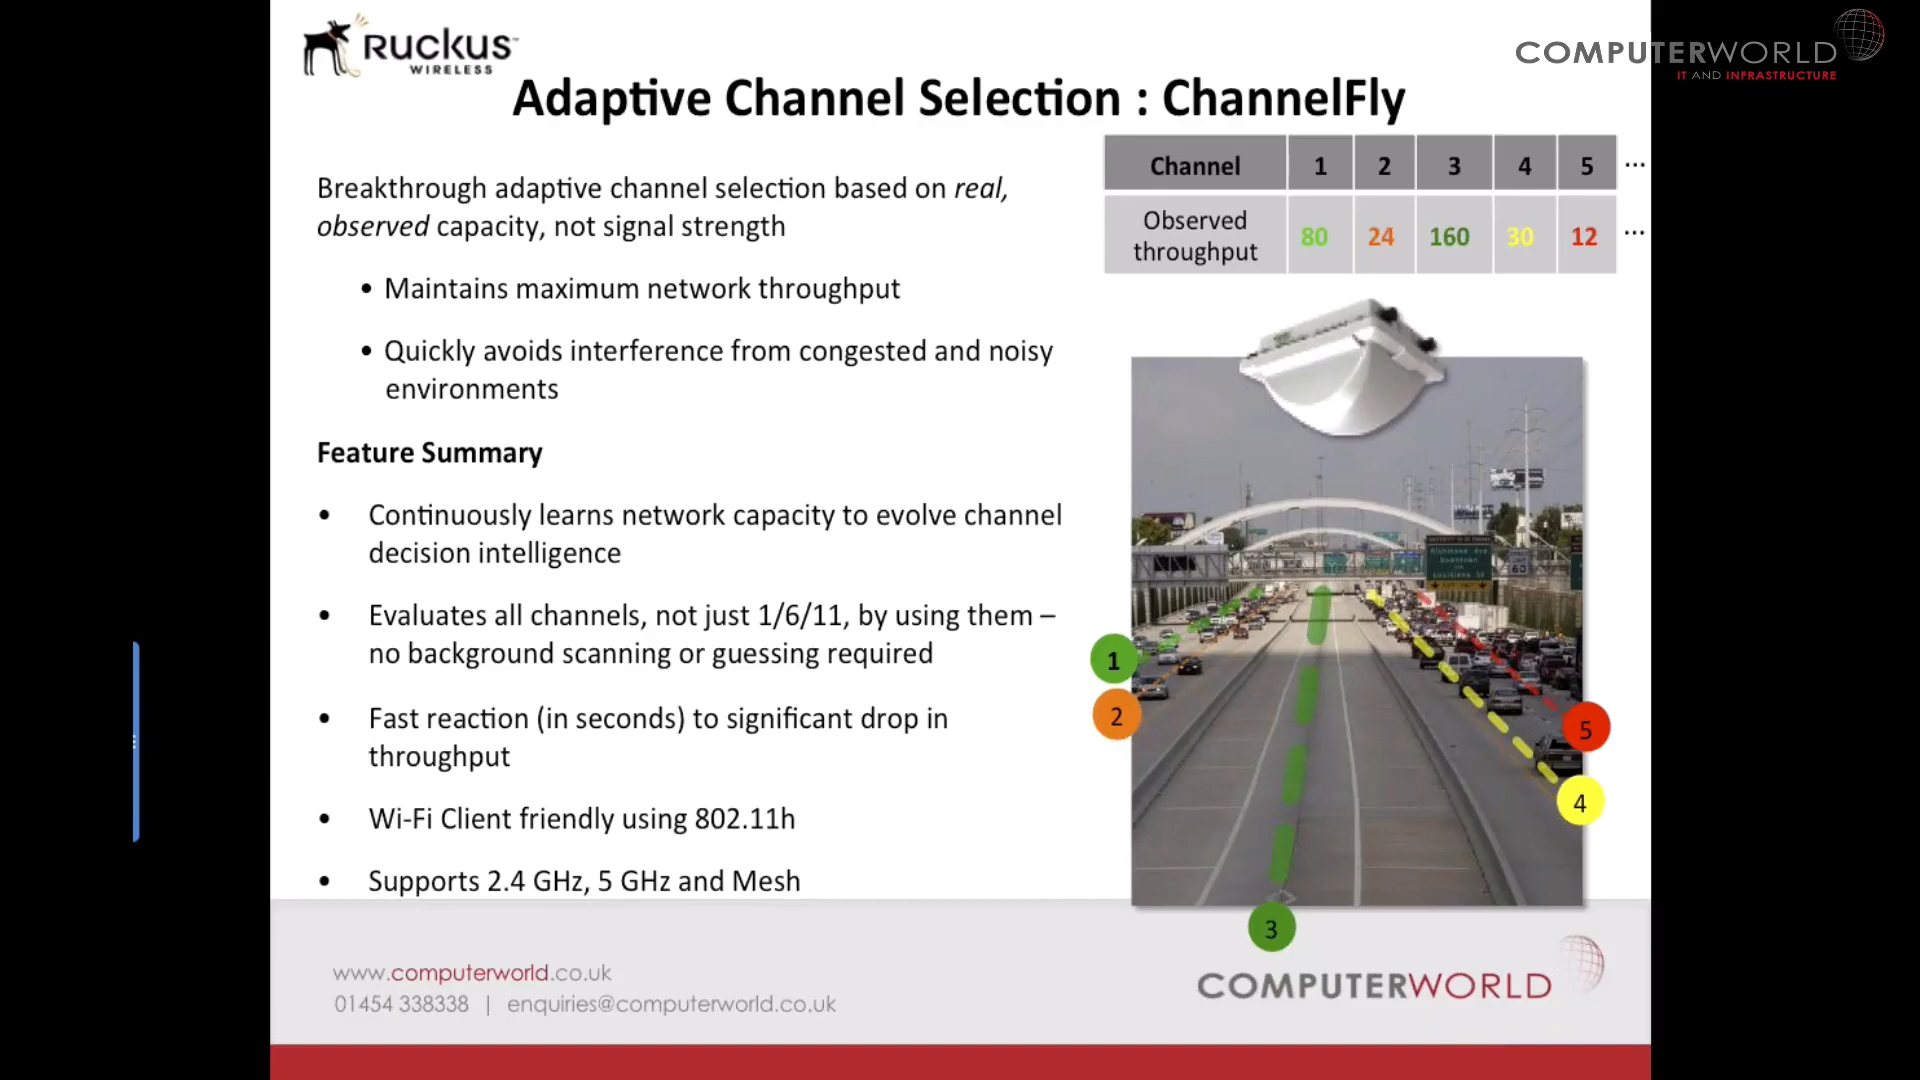 RUCKUS
WIRELESS
COMPUTERWORLD
IT AND INFRASTRUCTURE
Adaptive Channel Selection : ChannelFly
Breakthrough adaptive channel selection based on real,
observed capacity, not signal strength
• Maintains maximum network throughput
• Quickly avoids interference from congested and noisy
environments
Feature Summary
• Continuously learns network capacity to evolve channel
decision intelligence
• Evaluates all channels, not just 1/6/11, by using them –
no background scanning or guessing required
• Fast reaction (in seconds) to significant drop in
throughput
• Wi-Fi Client friendly using 802.11h
• Supports 2.4 GHz, 5 GHz and Mesh
Channel 1 2 3 4 5 ...
Observed
throughput 80 24 160 30 12 ...
Richmond Ave
Downtown
Louisiana St
1
2
5
4
3
www.computerworld.co.uk
01454 338338 | enquiries@computerworld.co.uk
COMPUTERWORLD